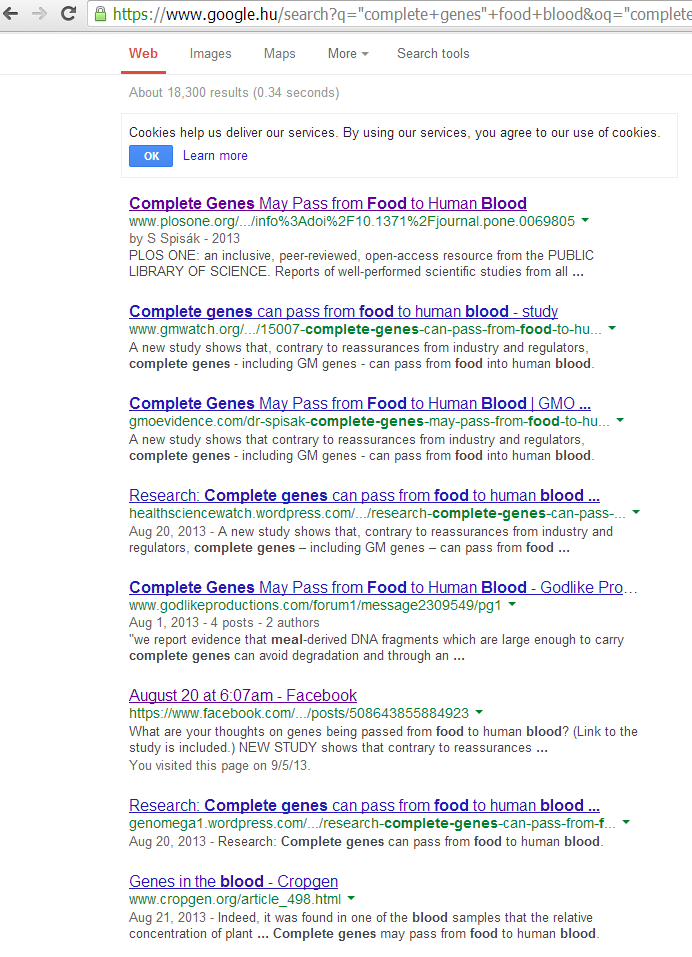 https://www.google.hu/search?q="complete+genes"+food+blood&oq="complete
Web Images Maps More Search tools
About 18,300 results (0.34 seconds)
Cookies help us deliver our services. By using our services, you agree to our use of cookies.
OK Learn more
Complete Genes May Pass from Food to Human Blood
www.plosone.org/.../info%3Adoi%2F10.1371%2Fjournal.pone.0069805
by S Spisák - 2013
PLOS ONE: an inclusive, peer-reviewed, open-access resource from the PUBLIC
LIBRARY OF SCIENCE. Reports of well-performed scientific studies from all ...
Complete genes can pass from food to human blood - study
www.gmwatch.org/.../15007-complete-genes-can-pass-from-food-to-hu...
A new study shows that, contrary to reassurances from industry and regulators,
complete genes - including GM genes - can pass from food into human blood.
Complete Genes May Pass from Food to Human Blood | GMO ...
gmoevidence.com/dr-spisak-complete-genes-may-pass-from-food-to-hu...
A new study shows that contrary to reassurances from industry and regulators,
complete genes - including GM genes - can pass from food into human blood.
Research: Complete genes can pass from food to human blood ...
healthsciencewatch.wordpress.com/.../research-complete-genes-can-pass-...
Aug 20, 2013 - A new study shows that, contrary to reassurances from industry and
regulators, complete genes – including GM genes – can pass from food ...
Complete Genes May Pass from Food to Human Blood - Godlike Pro...
www.godlikeproductions.com/forum1/message2309549/pg1
Aug 1, 2013 - 4 posts - 2 authors
"we report evidence that meal-derived DNA fragments which are large enough to carry
complete genes can avoid degradation and through an ...
August 20 at 6:07am - Facebook
https://www.facebook.com/.../posts/508643855884923
What are your thoughts on genes being passed from food to human blood? (Link to the
study is included.) NEW STUDY shows that contrary to reassurances ...
You visited this page on 9/5/13.
Research: Complete genes can pass from food to human blood ...
genomega1.wordpress.com/.../research-complete-genes-can-pass-from-f...
Aug 20, 2013 - Research: Complete genes can pass from food to human blood.
Genes in the blood - Cropgen
www.cropgen.org/article_498.html
Aug 21, 2013 - Indeed, it was found in one of the blood samples that the relative
concentration of plant ... Complete genes may pass from food to human blood.